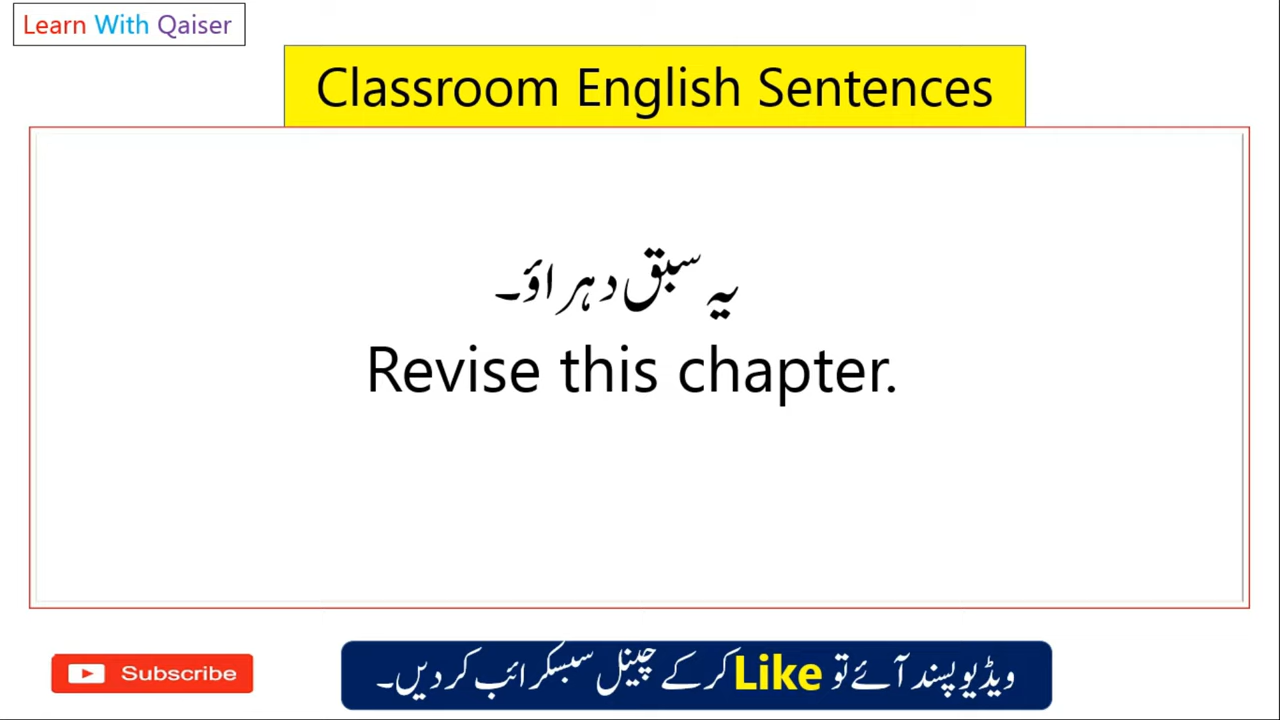 Learn With Qaiser
Classroom English Sentences
یہ سبق دہراؤ۔
Revise this chapter.
Subscribe
ویڈیو پسند آئے تو Like کر کے چینل سبسکرائب کر دیں۔